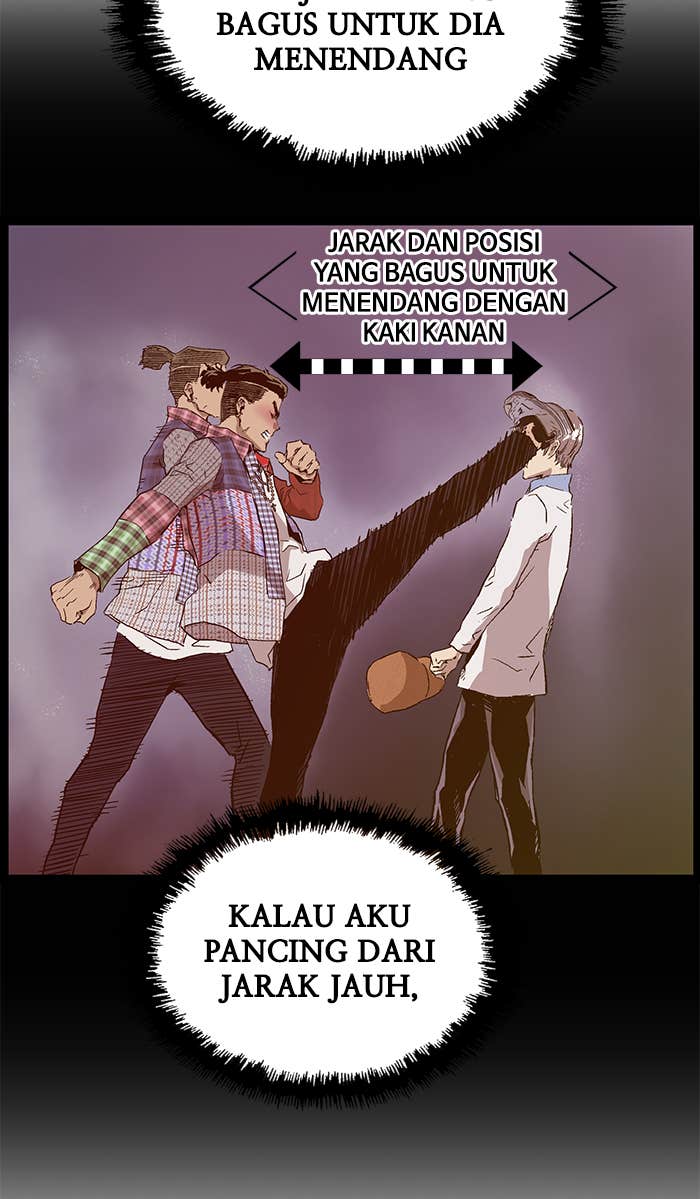 BAGUS UNTUK DIA
MENENDANG
JARAK DAN POSISI
YANG BAGUS UNTUK
MENENDANG DENGAN
KAKI KANAN
KALAU AKU
PANCING DARI
JARAK JAUH,